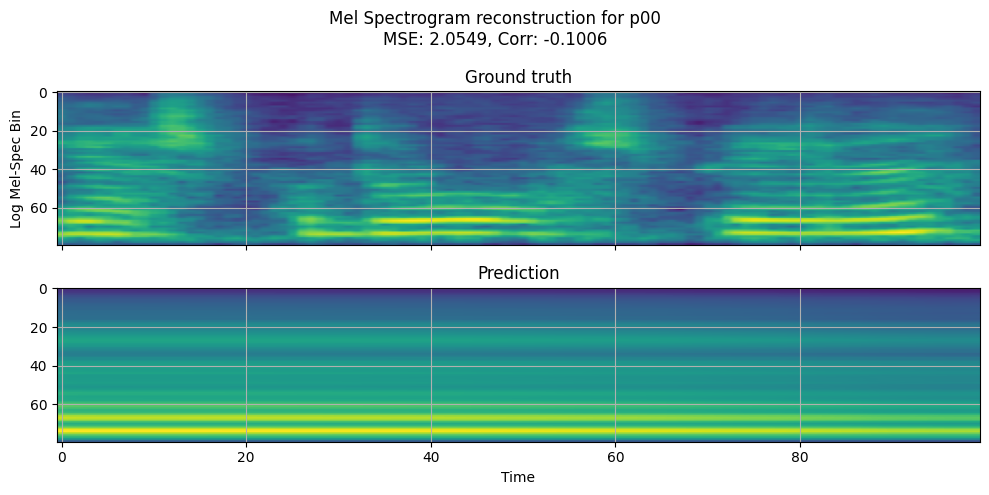 Mel Spectrogram reconstruction for p00
MSE: 2.0549, Corr: -0.1006
Ground truth
Log Mel-Spec Bin
0
20
40
60
Prediction
0
20
40
60
0 20 40 60 80
Time